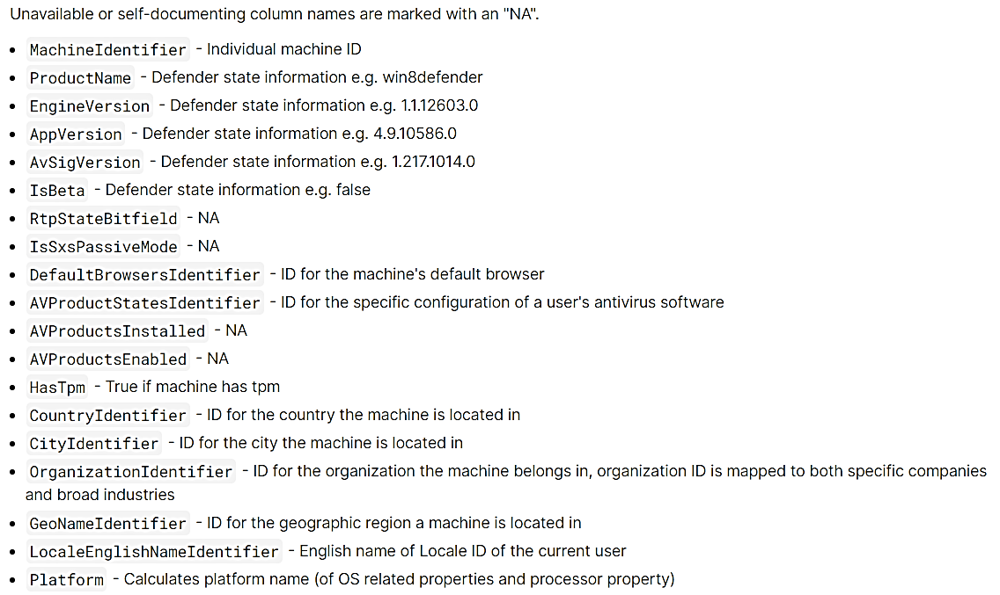 Unavailable or self-documenting column names are marked with an "NA".
• MachineIdentifier - Individual machine ID
• ProductName - Defender state information e.g. win8defender
• EngineVersion - Defender state information e.g. 1.1.12603.0
• AppVersion - Defender state information e.g. 4.9.10586.0
• AvSigVersion - Defender state information e.g. 1.217.1014.0
• IsBeta - Defender state information e.g. false
• RtpStateBitfield - NA
• IsSxsPassiveMode - NA
• DefaultBrowsersIdentifier - ID for the machine's default browser
• AVProductStatesIdentifier - ID for the specific configuration of a user's antivirus software
• AVProductsInstalled - NA
• AVProductsEnabled - NA
• HasTpm - True if machine has tpm
• CountryIdentifier - ID for the country the machine is located in
• CityIdentifier - ID for the city the machine is located in
• OrganizationIdentifier - ID for the organization the machine belongs in, organization ID is mapped to both specific companies
and broad industries
• GeoNameIdentifier - ID for the geographic region a machine is located in
• LocaleEnglishNameIdentifier - English name of Locale ID of the current user
• Platform - Calculates platform name (of OS related properties and processor property)